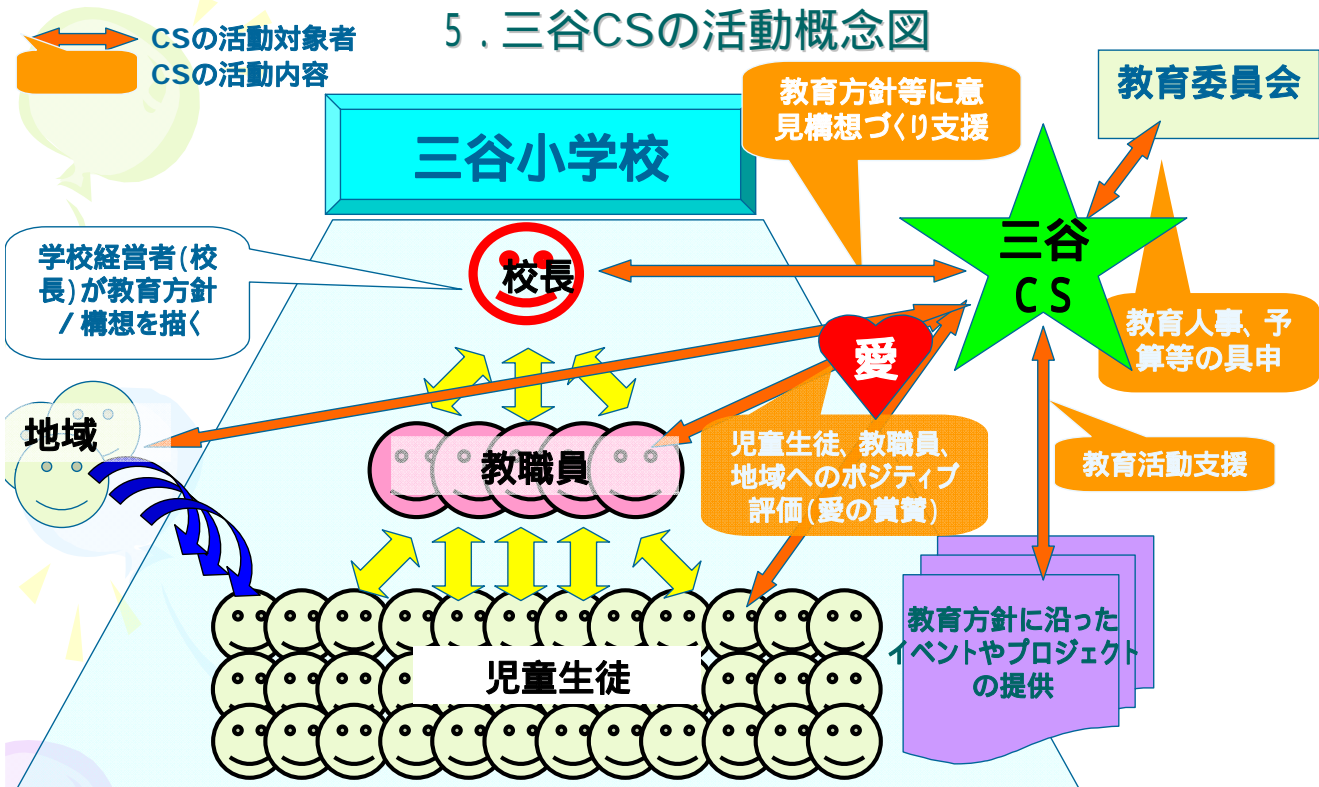 5．三谷CSの活動概念図
CSの活動対象者
CSの活動内容
教育方針等に意
見構想づくり支援
教育委員会
三谷小学校
学校経営者(校
長)が教育方針
/構想を描く
校長
三谷
CS
教育人事、予
算等の具申
愛
地域
教職員
児童生徒、教職員、
地域へのポジティブ
評価(愛の賞賛)
教育活動支援
児童生徒
教育方針に沿った
イベントやプロジェクト
の提供